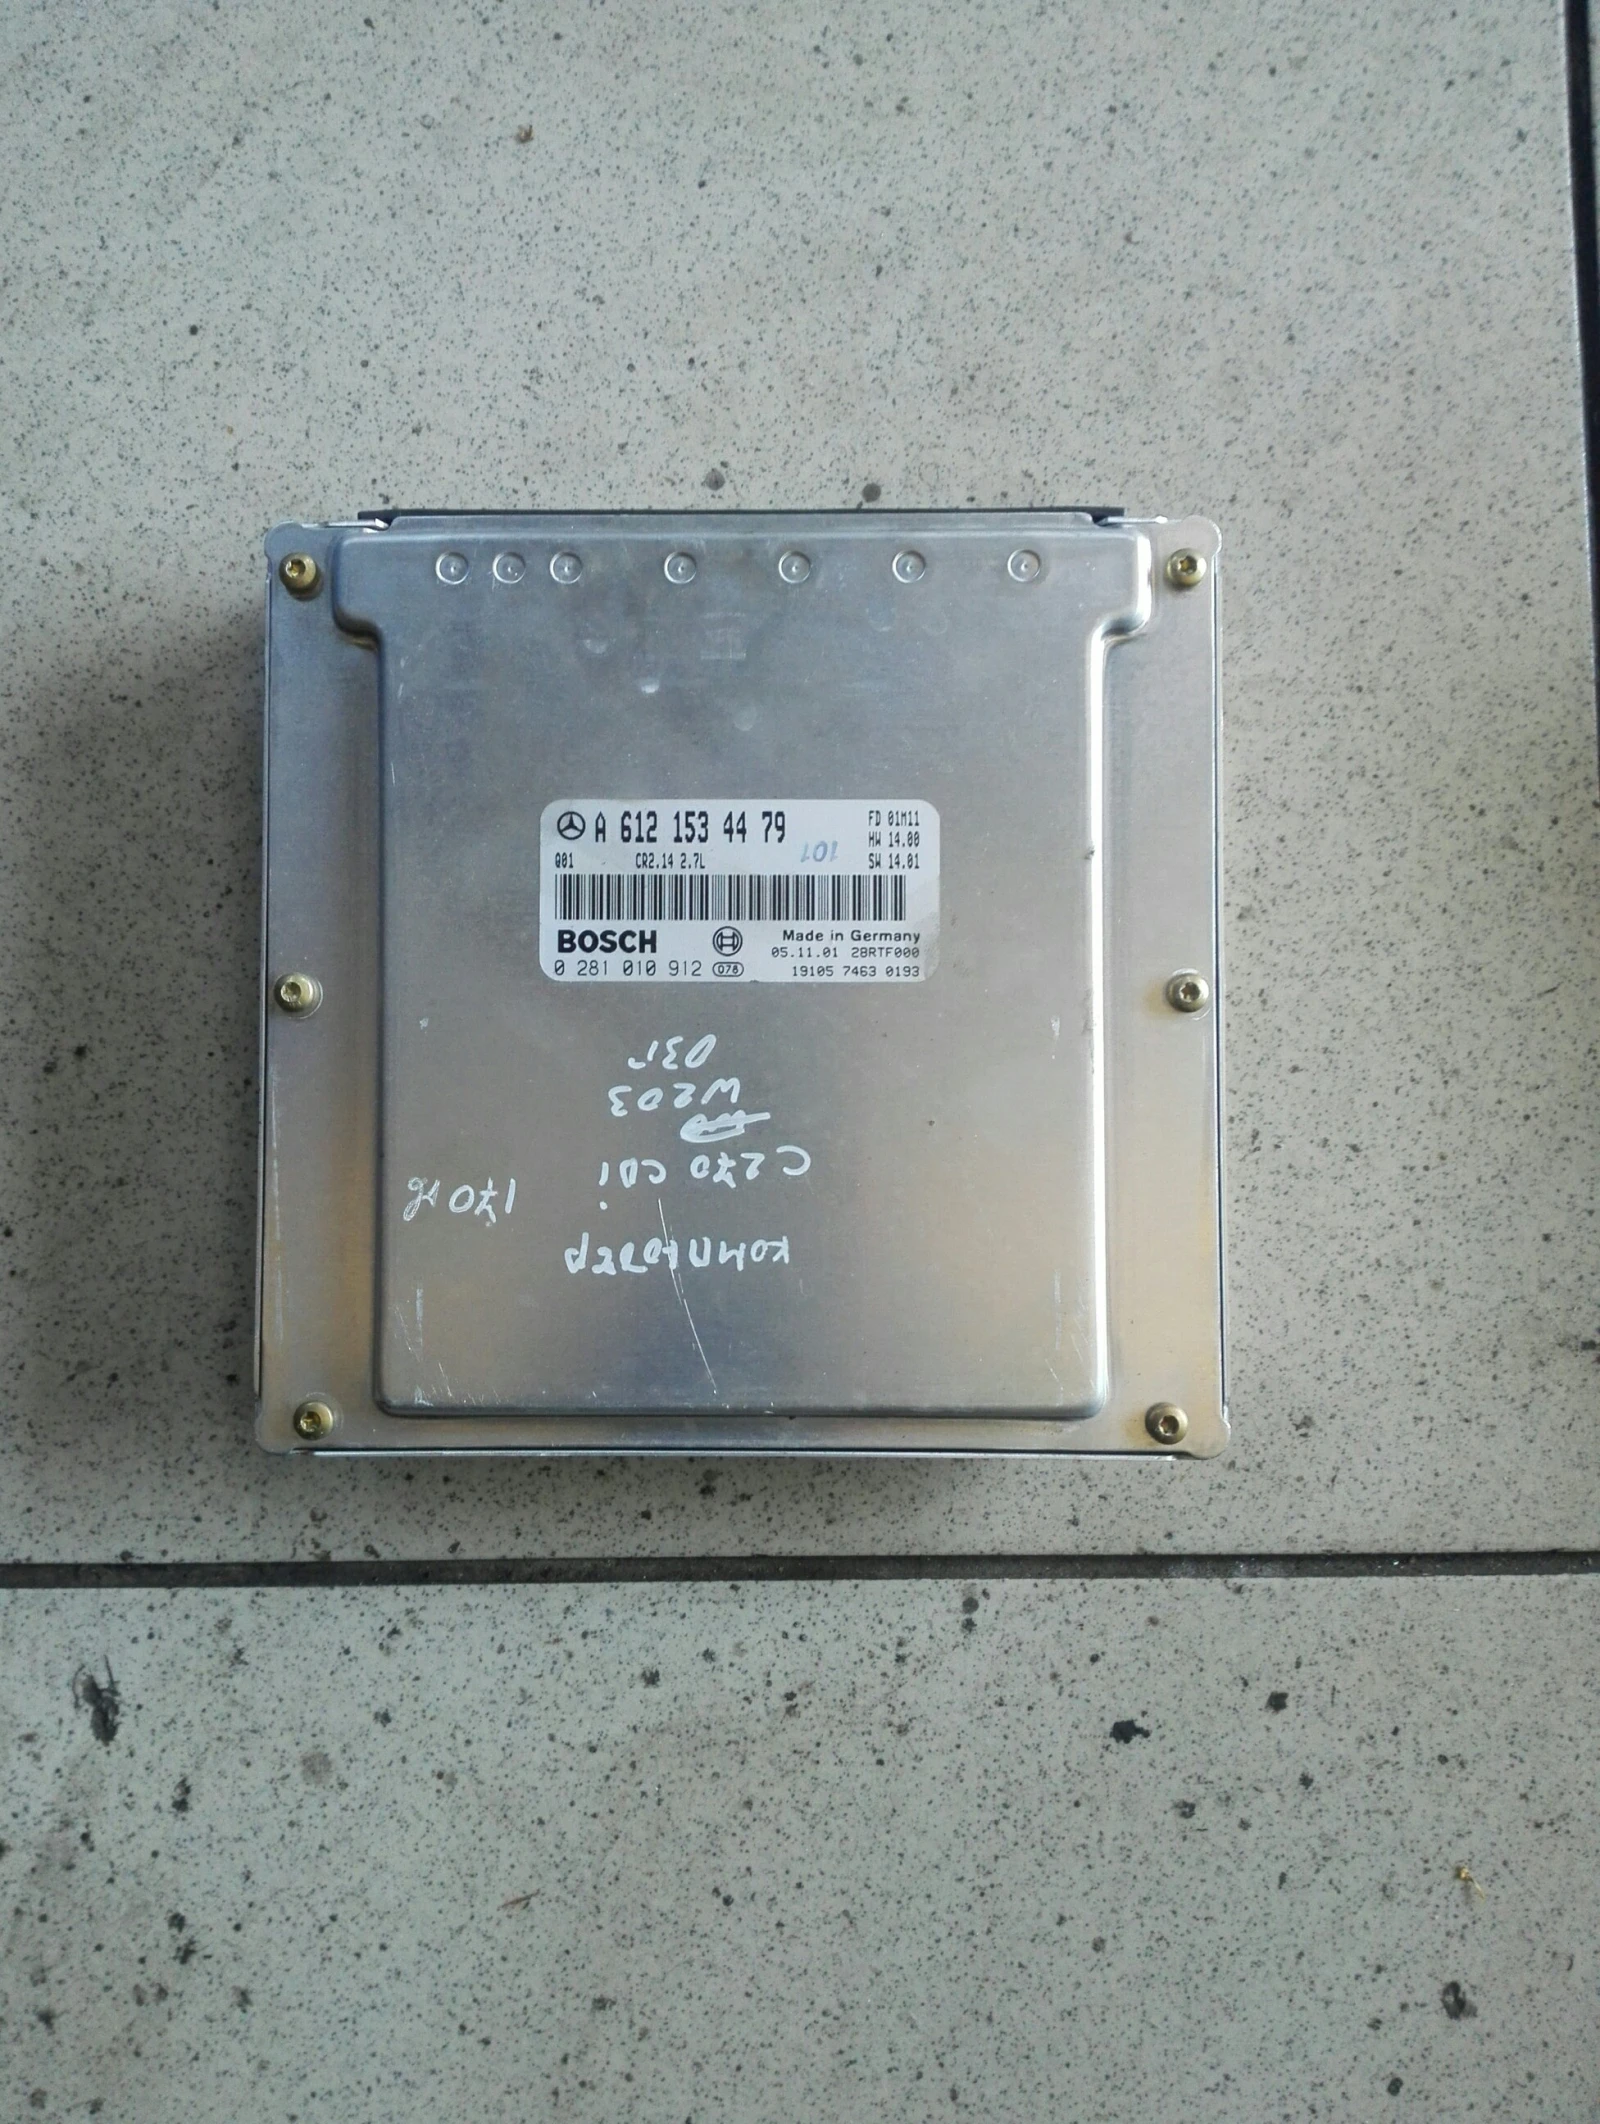 A 612 153 44 79
FD 01M11
HW 14.00
Q01 CR2.14 2.7L
101
SW 14.01
BOSCH
Made in Germany
05.11.01 28RTF000
0 281 010 912 078
19105 7463 0193
компютер
C270 CDi
W203
03г